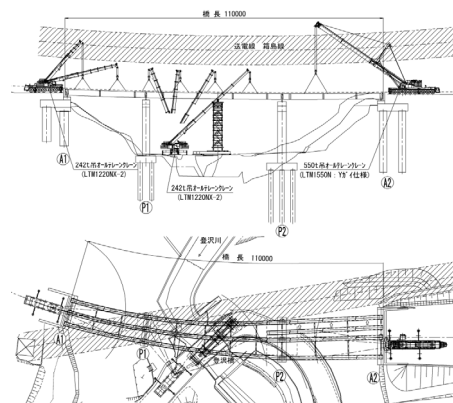 橋 長 110000
送電線 箱島線
A1
242t吊オールテレーンクレーン
(LTM1220NX-2)
P1
242t吊オールテレーンクレーン
(LTM1220NX-2)
P2
550t吊オールテレーンクレーン
(LTM1550N:Yガイ仕様)
A2
登沢川
橋 長 110000
A1
P1
登沢橋
P2
A2